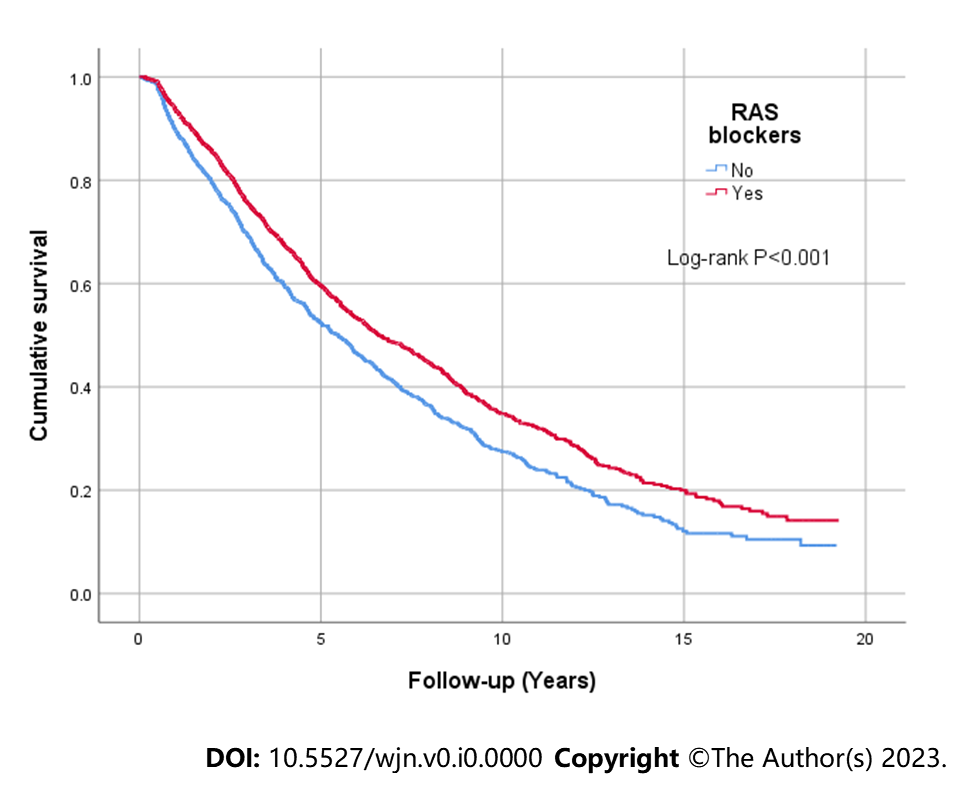 1.0
0.8
0.6
0.4
0.2
0.0
Cumulative survival
RAS
blockers
No
Yes
Log-rank P<0.001
0 5 10 15 20
Follow-up (Years)
DOI: 10.5527/wjn.v0.i0.0000 Copyright ©The Author(s) 2023.